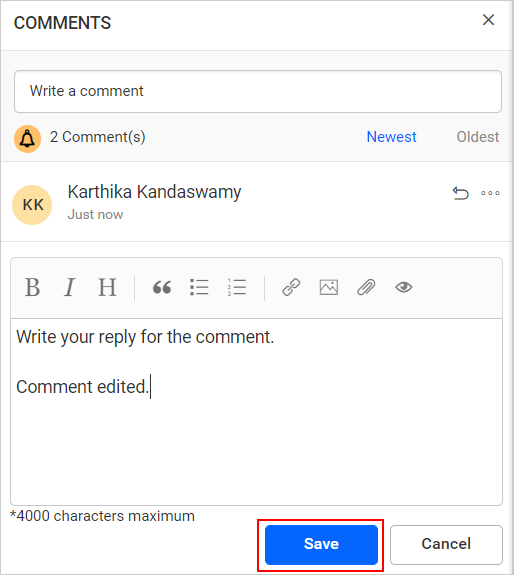 COMMENTS
Write a comment
2 Comment(s) Newest Oldest
KK Karthika Kandaswamy
Just now
B I H
Write your reply for the comment.
Comment edited.
*4000 characters maximum
Save Cancel